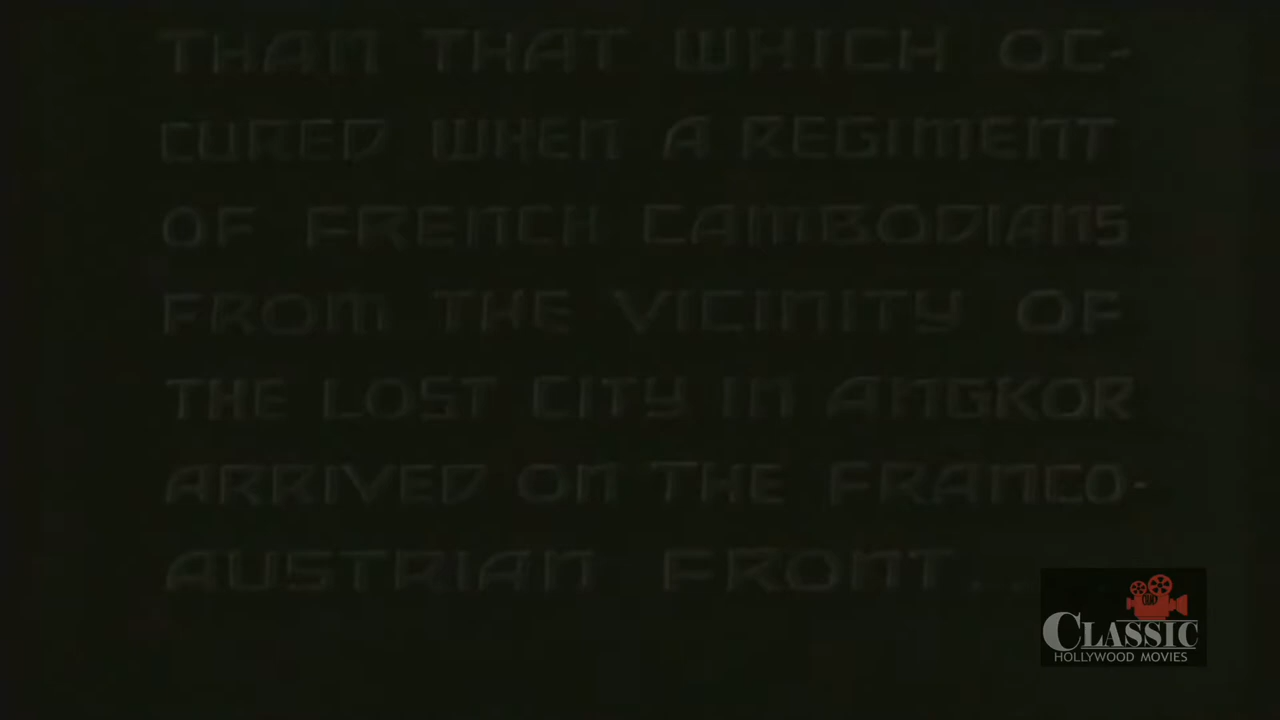 THAN THAT WHICH OC-
CURED WHEN A REGIMENT
OF FRENCH CAMBODIANS
FROM THE VICINITY OF
THE LOST CITY IN ANGKOR
ARRIVED ON THE FRANCO-
AUSTRIAN FRONT...
CLASSIC
HOLLYWOOD MOVIES